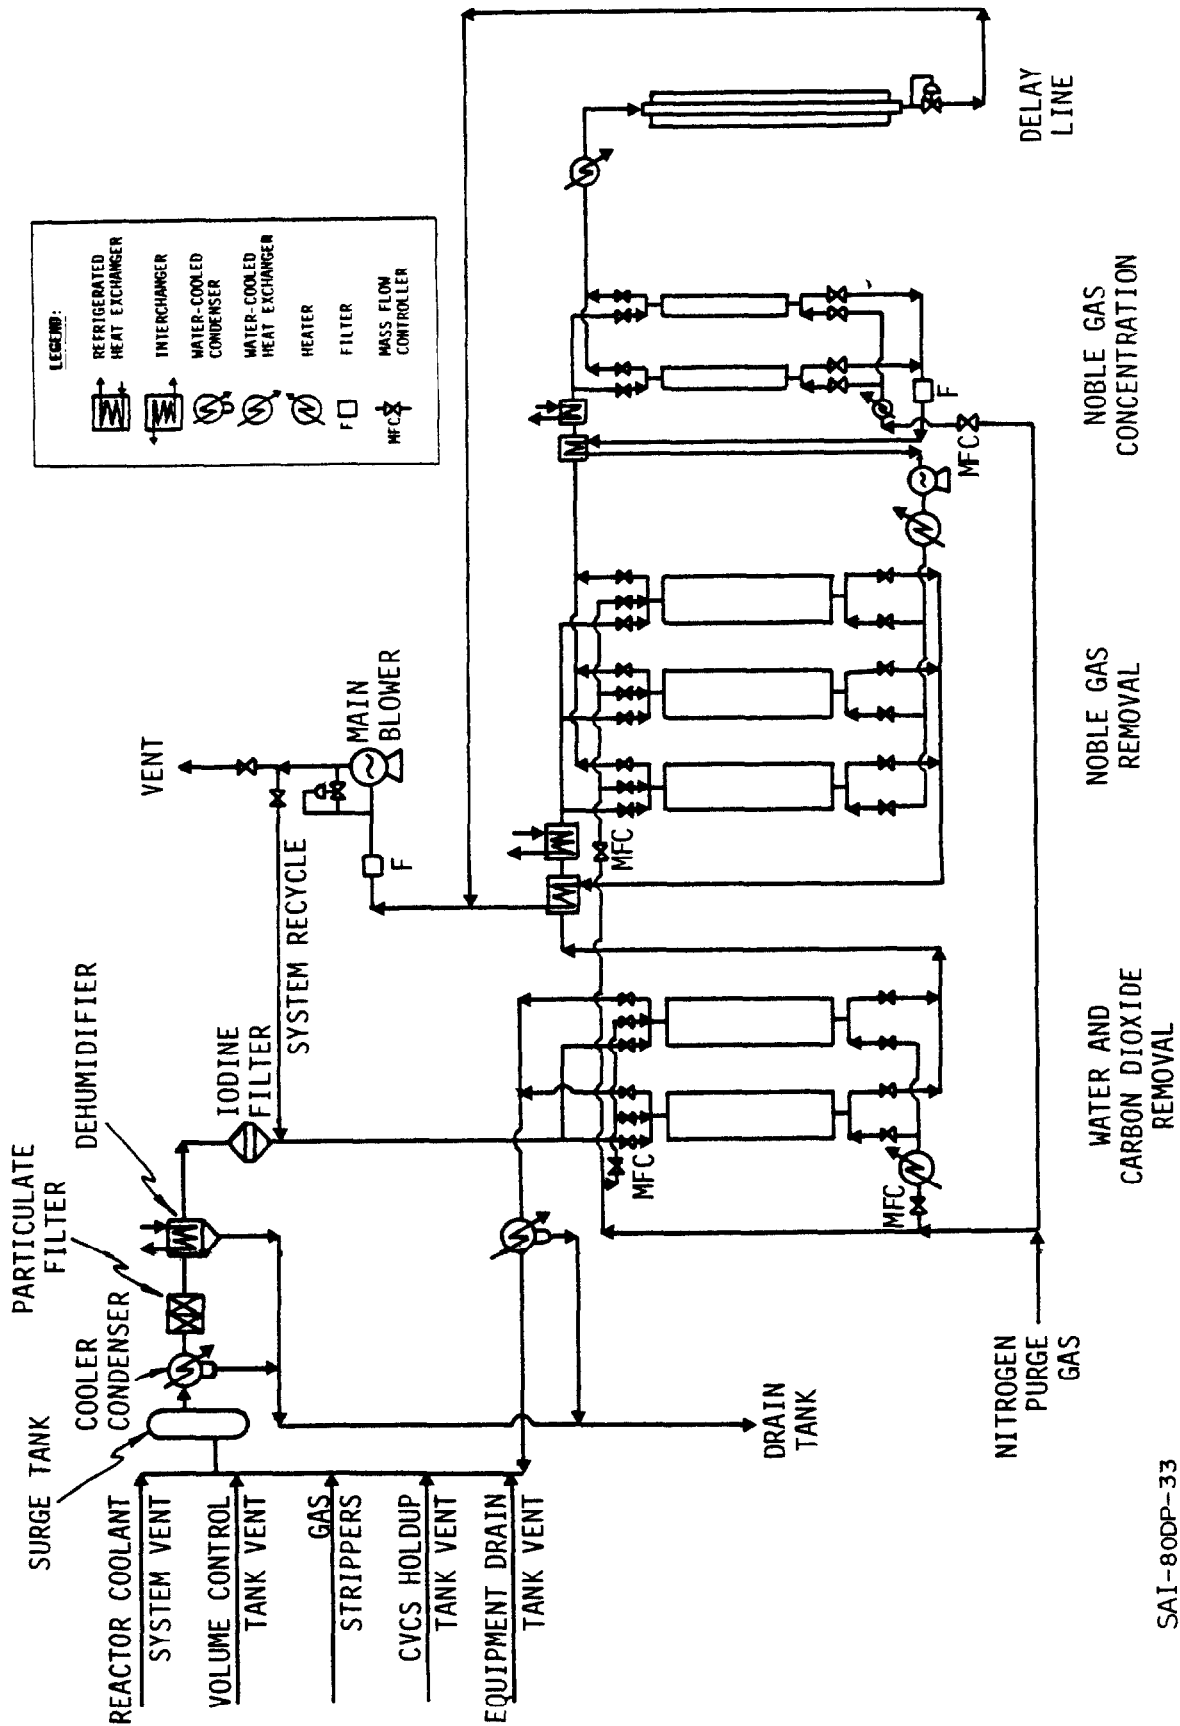 SURGE TANK
COOLER
CONDENSER
PARTICULATE
FILTER
DEHUMIDIFIER
IODINE
FILTER
SYSTEM RECYCLE
VENT
MAIN
BLOWER
F
LEGEND:
REFRIGERATED
HEAT EXCHANGER
INTERCHANGER
WATER-COOLED
CONDENSER
WATER-COOLED
HEAT EXCHANGER
HEATER
F
FILTER
MFC
MASS FLOW
CONTROLLER
REACTOR COOLANT
SYSTEM VENT
VOLUME CONTROL
TANK VENT
GAS
STRIPPERS
CVCS HOLDUP
TANK VENT
EQUIPMENT DRAIN
TANK VENT
DRAIN
TANK
MFC
MFC
MFC
MFC
F
NITROGEN
PURGE
GAS
WATER AND
CARBON DIOXIDE
REMOVAL
NOBLE GAS
REMOVAL
NOBLE GAS
CONCENTRATION
DELAY
LINE
SAI-80DP-33